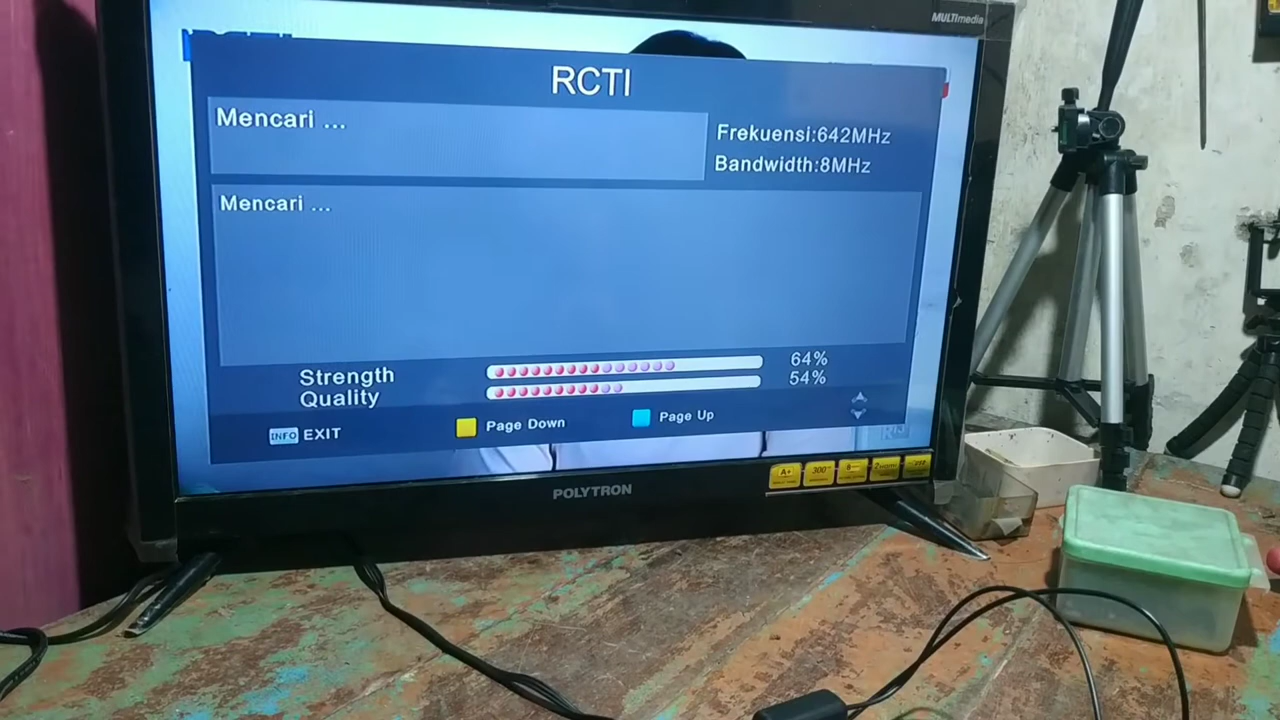 MULTImedia
RCTI
Mencari ...
Frekuensi:642MHz
Bandwidth:8MHz
Mencari ...
Strength
64%
Quality
54%
INFO EXIT
Page Down
Page Up
POLYTRON
A+
300